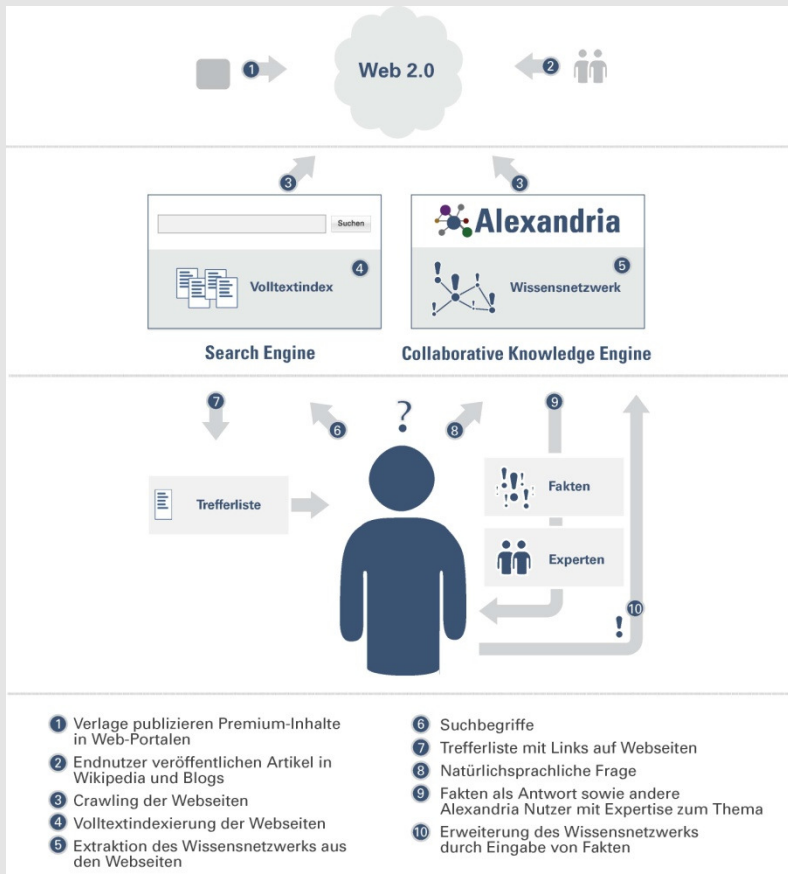 1
Web 2.0
2
3
3
Suchen
Alexandria
4
Volltextindex
5
Wissensnetzwerk
Search Engine
Collaborative Knowledge Engine
7
6
?
8
9
Trefferliste
Fakten
Experten
! 10
1 Verlage publizieren Premium-Inhalte
in Web-Portalen
2 Endnutzer veröffentlichen Artikel in
Wikipedia und Blogs
3 Crawling der Webseiten
4 Volltextindexierung der Webseiten
5 Extraktion des Wissensnetzwerks aus
den Webseiten
6 Suchbegriffe
7 Trefferliste mit Links auf Webseiten
8 Natürlichsprachliche Frage
9 Fakten als Antwort sowie andere
Alexandria Nutzer mit Expertise zum Thema
10 Erweiterung des Wissensnetzwerks
durch Eingabe von Fakten